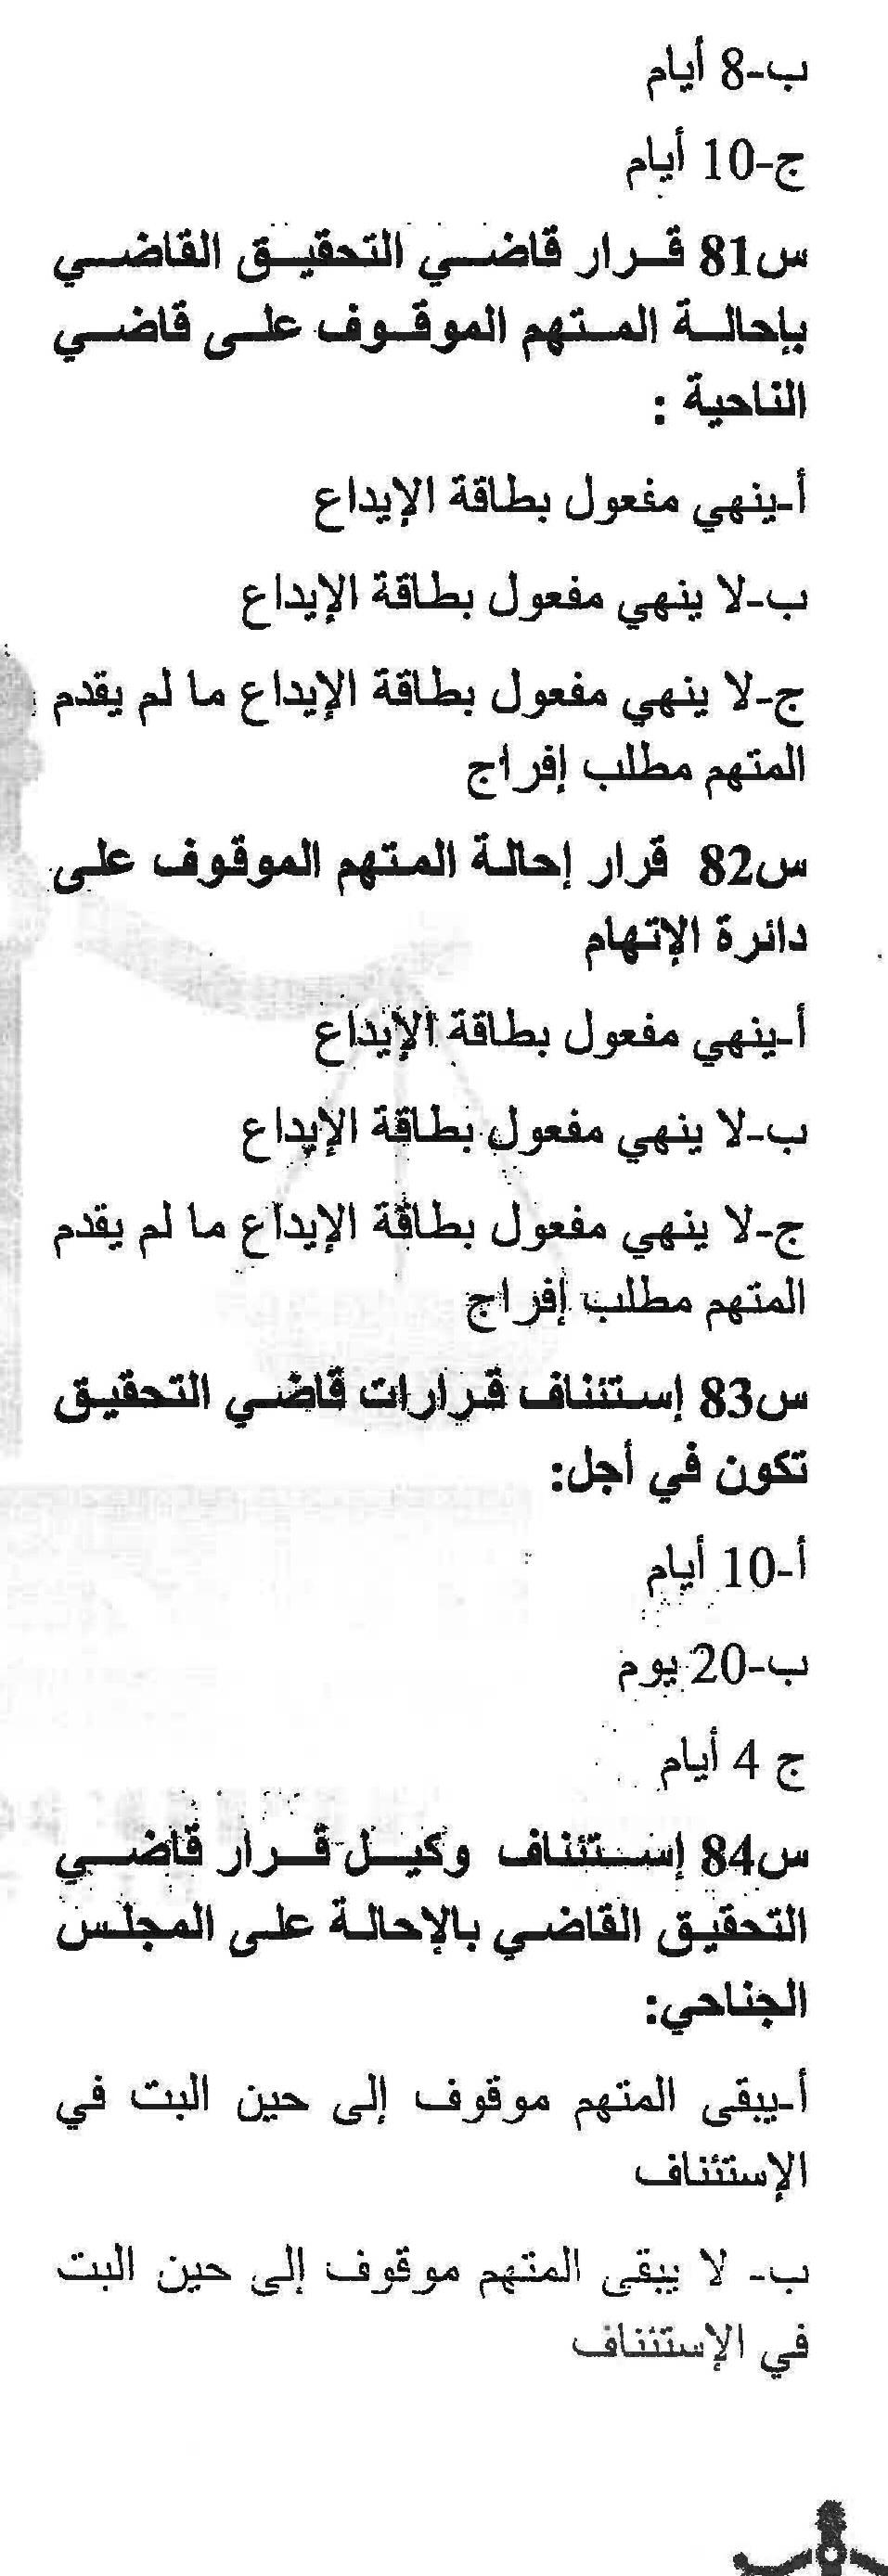 ب-8 أيام
ج-10 أيام
س81 قرار قاضي التحقيق القاضي
بإحالة المتهم الموقوف على قاضي
الناحية :
أ-ينهي مفعول بطاقة الإيداع
ب-لا ينهي مفعول بطاقة الإيداع
ج-لا ينهي مفعول بطاقة الإيداع ما لم يقدم
المتهم مطلب إفراج
س82 قرار إحالة المتهم الموقوف على
دائرة الإتهام
أ-ينهي مفعول بطاقة الإيداع
ب-لا ينهي مفعول بطاقة الإيداع
ج-لا ينهي مفعول بطاقة الإيداع ما لم يقدم
المتهم مطلب إفراج
س83 إستئناف قرارات قاضي التحقيق
تكون في أجل:
أ-10 أيام
ب-20 يوم
ج 4 أيام
س84 إستئناف وكيل قرار قاضي
التحقيق القاضي بالإحالة على المجلس
الجناحي:
أ-يبقى المتهم موقوف إلى حين البت في
الإستئناف
ب- لا يبقى المتهم موقوف إلى حين البت
في الإستئناف